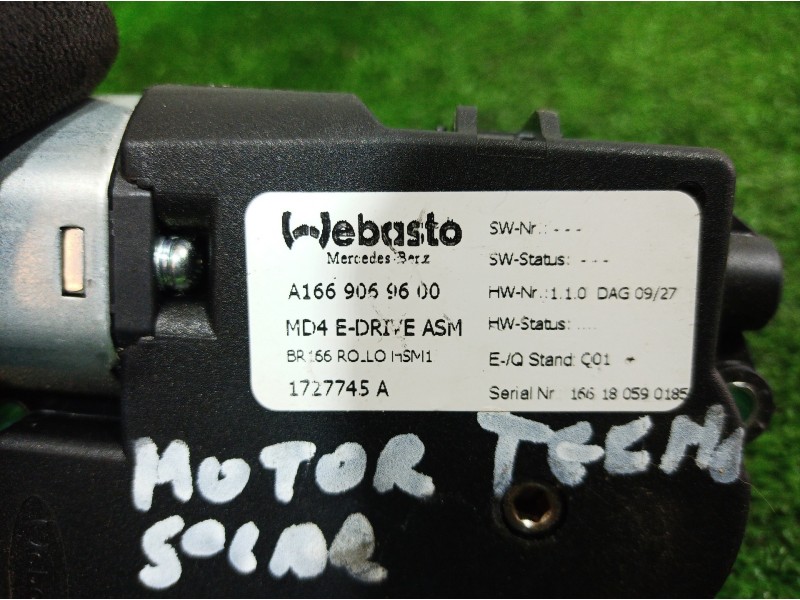 Webasto
Mercedes-Benz
A166 906 96 00
MD4 E-DRIVE ASM
BR166 ROLLO HSM1
1727745 A
SW-Nr.: - - -
SW-Status: - - -
HW-Nr.:1.1.0 DAG 09/27
HW-Status: ....
E-/Q Stand: Q01
Serial Nr 166 18 059 0185
MOTOR TECHO
SOLAR